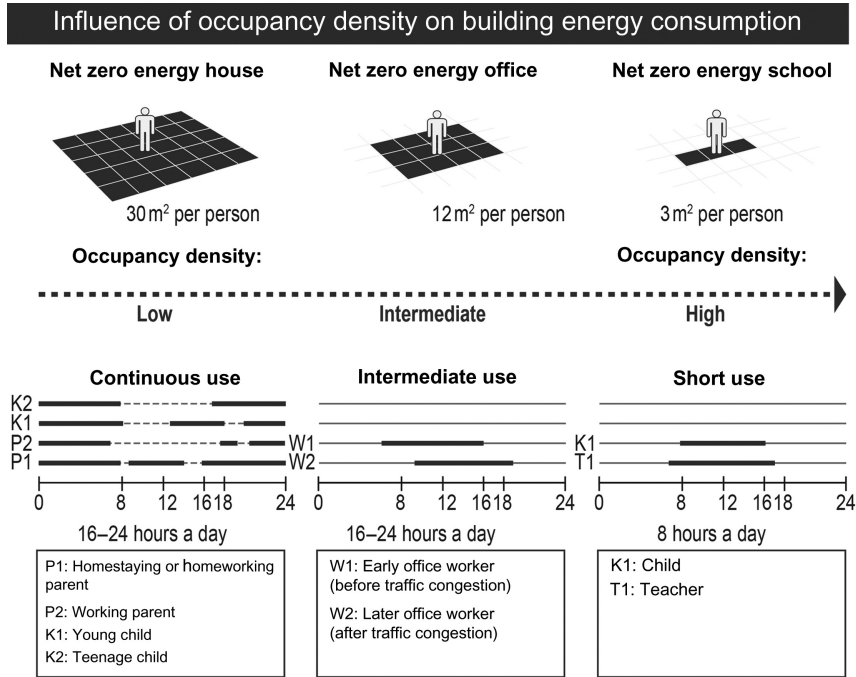 Influence of occupancy density on building energy consumption
Net zero energy house
Net zero energy office
Net zero energy school
30 m² per person
12 m² per person
3 m² per person
Occupancy density:
Occupancy density:
Low
Intermediate
High
Continuous use
K2
K1
P2
P1
0 8 12 16 18 24
16–24 hours a day
P1: Homestaying or homeworking
parent
P2: Working parent
K1: Young child
K2: Teenage child
Intermediate use
W1
W2
0 8 12 16 18 24
16–24 hours a day
W1: Early office worker
(before traffic congestion)
W2: Later office worker
(after traffic congestion)
Short use
K1
T1
0 8 12 16 18 24
8 hours a day
K1: Child
T1: Teacher